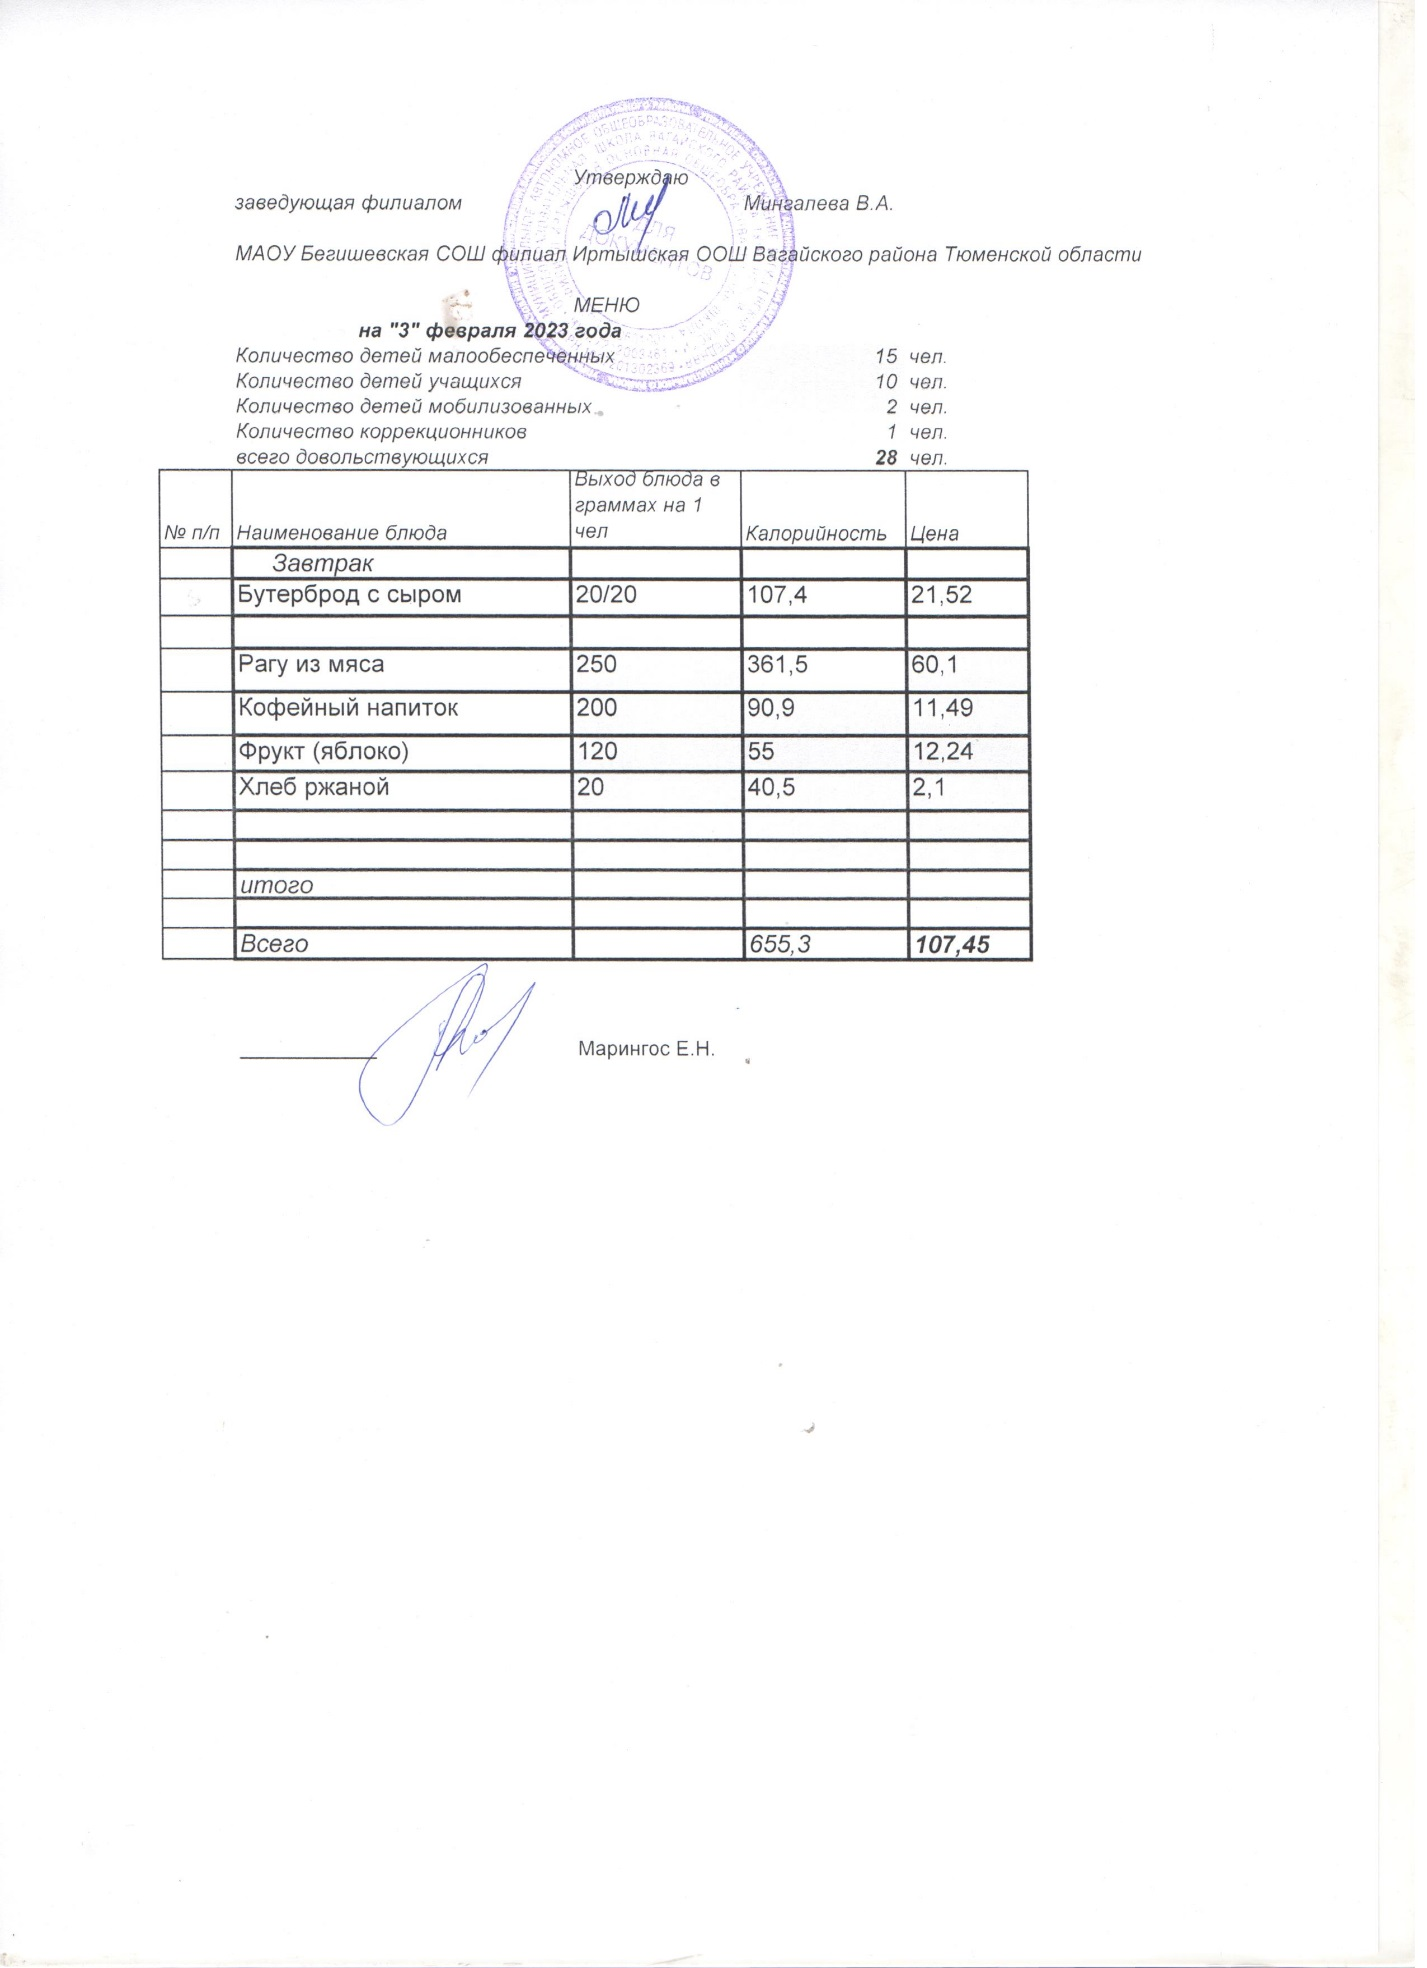 Утверждаю
заведующая филиалом Мингалева В.А.
МАОУ Бегишевская СОШ филиал Иртышская ООШ Вагайского района Тюменской области
ДЛЯ
ДОКУМЕНТОВ
МЕНЮ
на "3" февраля 2023 года
Количество детей малообеспеченных 15 чел.
Количество детей учащихся 10 чел.
Количество детей мобилизованных 2 чел.
Количество коррекционников 1 чел.
всего довольствующихся 28 чел.
№ п/п Наименование блюда Выход блюда в граммах на 1 чел Калорийность Цена
Завтрак
Бутерброд с сыром 20/20 107,4 21,52
Рагу из мяса 250 361,5 60,1
Кофейный напиток 200 90,9 11,49
Фрукт (яблоко) 120 55 12,24
Хлеб ржаной 20 40,5 2,1
итого
Всего 655,3 107,45
Марингос Е.Н.